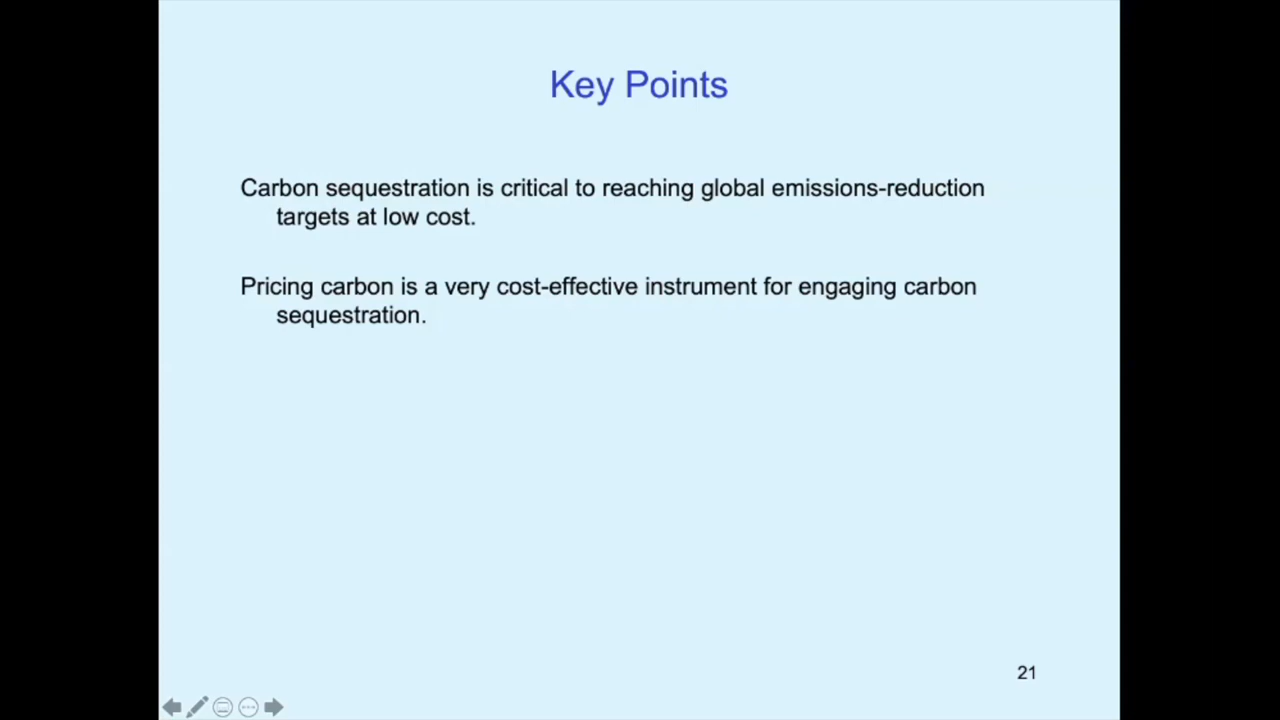 Key Points
Carbon sequestration is critical to reaching global emissions-reduction
targets at low cost.
Pricing carbon is a very cost-effective instrument for engaging carbon
sequestration.
21